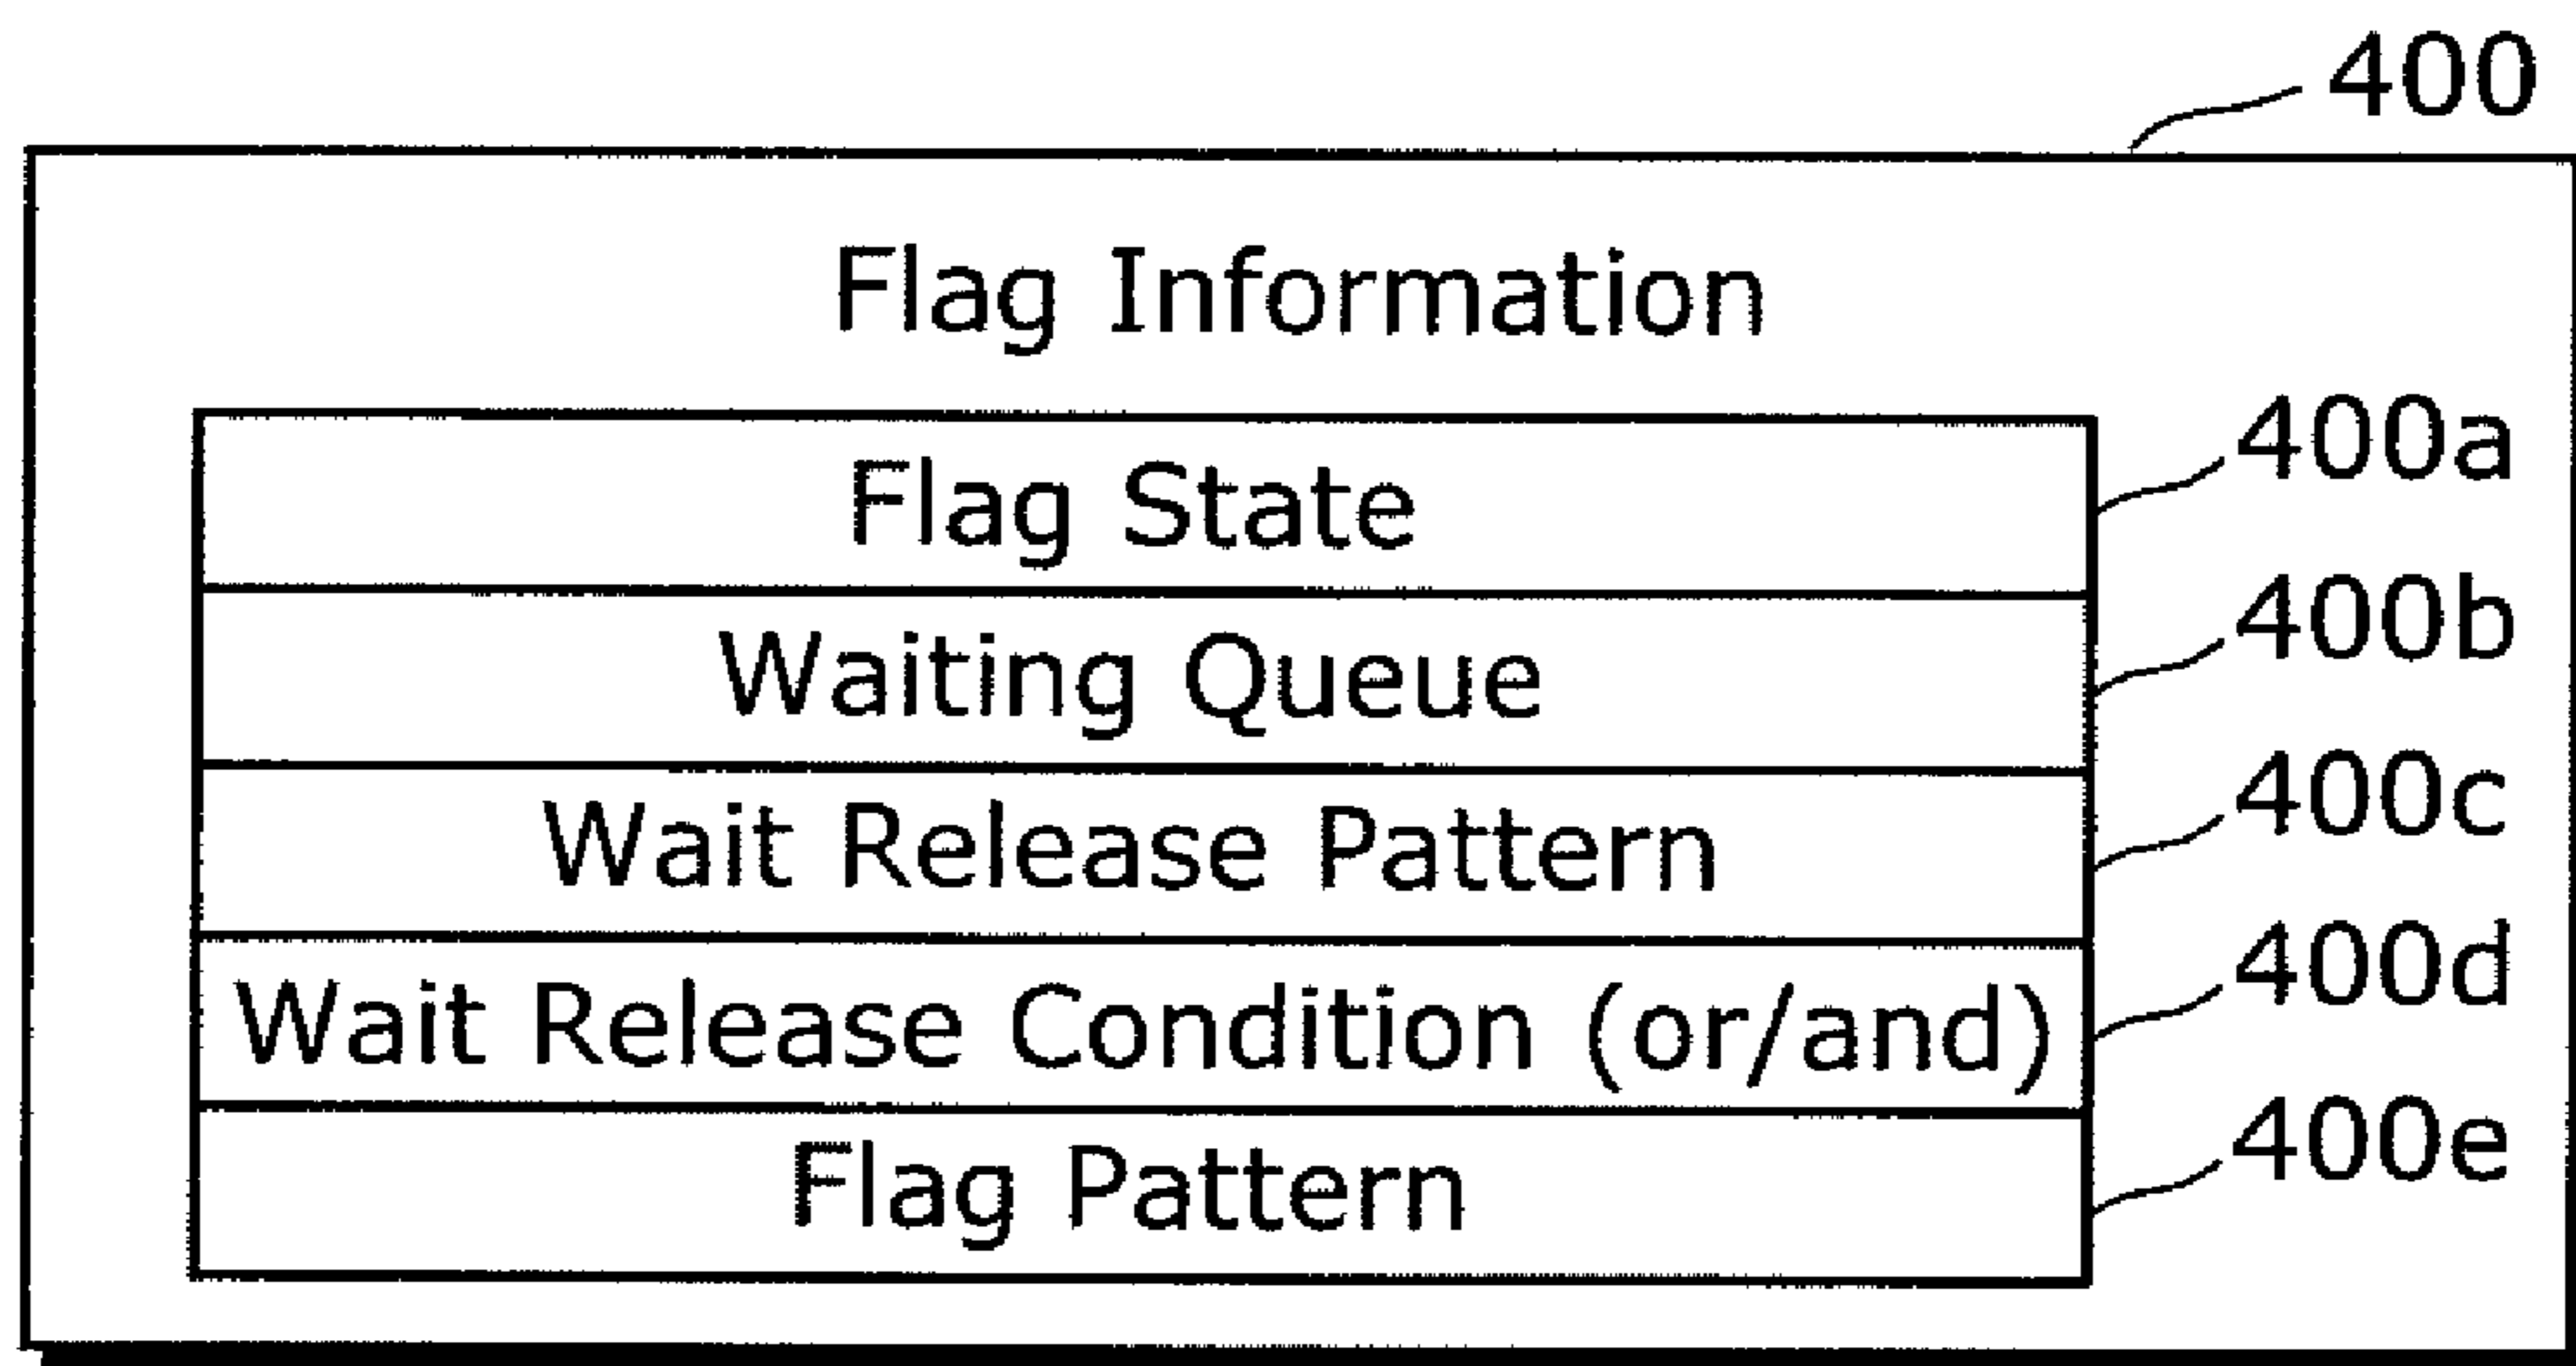 400
Flag Information
Flag State 400a
Waiting Queue 400b
Wait Release Pattern 400c
Wait Release Condition (or/and) 400d
Flag Pattern 400e